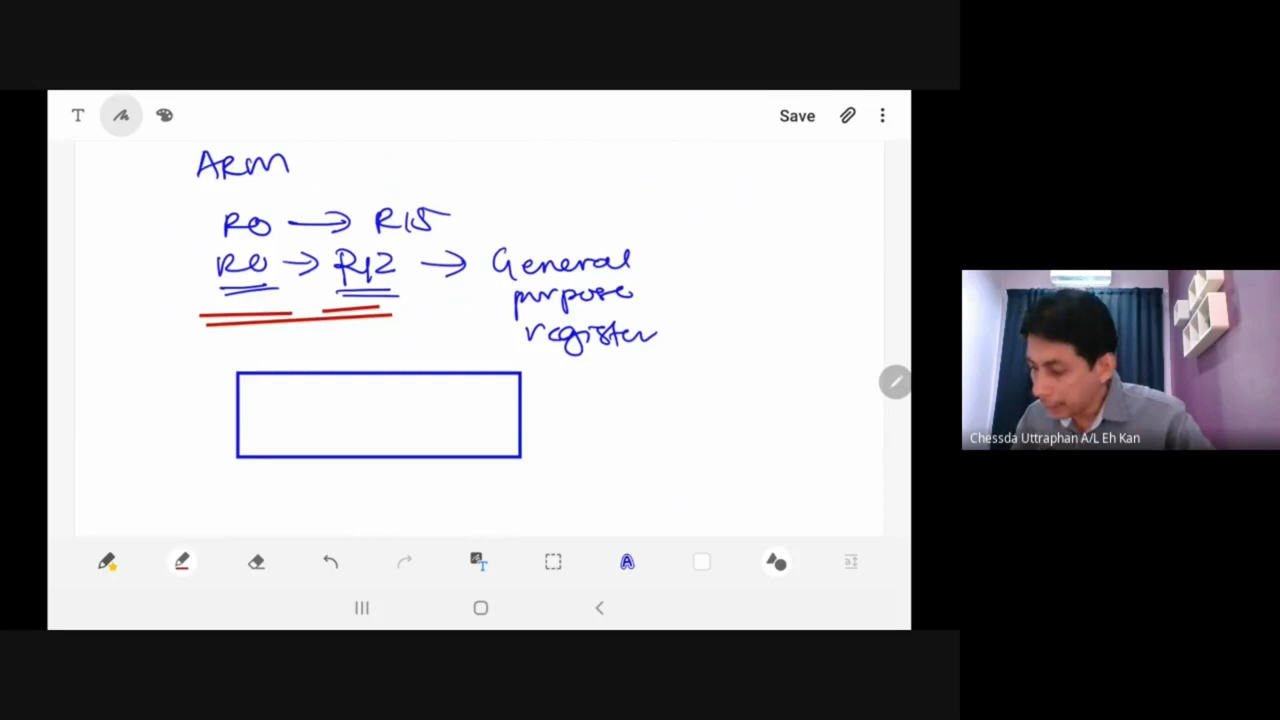 T
Save
ARM
R0 → R15
R0 → R12 → General
purpose
register
Chessda Uttraphan A/L Eh Kan